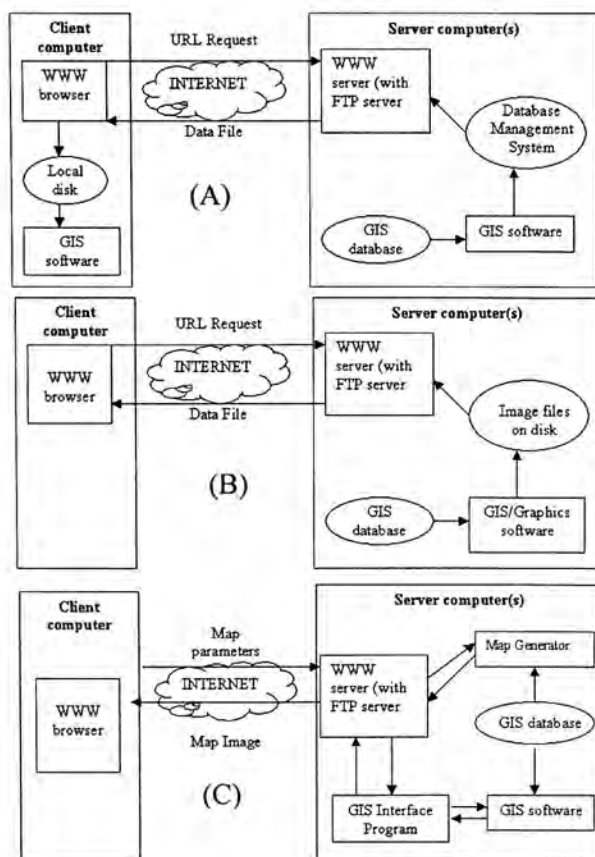 Client
computer
WWW
browser
Local
disk
GIS
software
URL Request
INTERNET
Data File
(A)
Server computer(s)
WWW
server (with
FTP server
Database
Management
System
GIS
database
GIS software
Client
computer
WWW
browser
URL Request
INTERNET
Data File
(B)
Server computer(s)
WWW
server (with
FTP server
Image files
on disk
GIS
database
GIS/Graphics
software
Client
computer
WWW
browser
Map
parameters
INTERNET
Map Image
(C)
Server computer(s)
WWW
server (with
FTP server
Map Generator
GIS database
GIS Interface
Program
GIS software